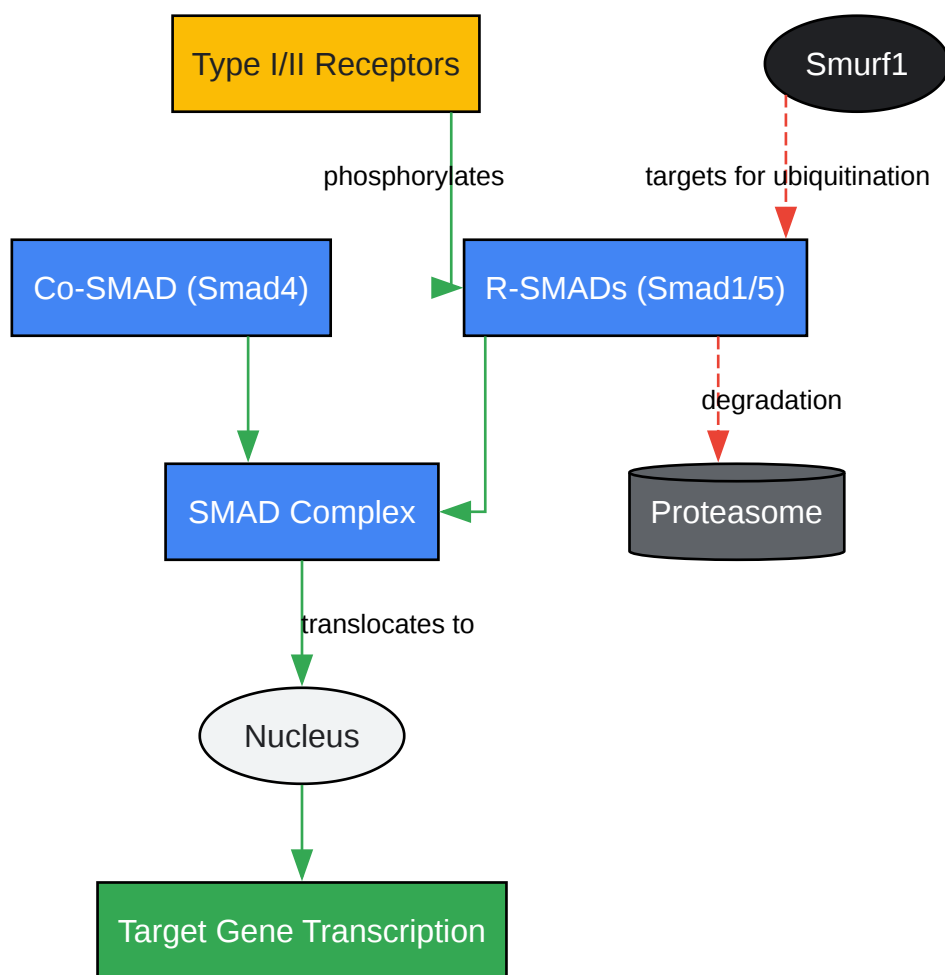 Type I/II Receptors
Smurf1
phosphorylates
targets for ubiquitination
Co-SMAD (Smad4)
R-SMADs (Smad1/5)
degradation
SMAD Complex
Proteasome
translocates to
Nucleus
Target Gene Transcription